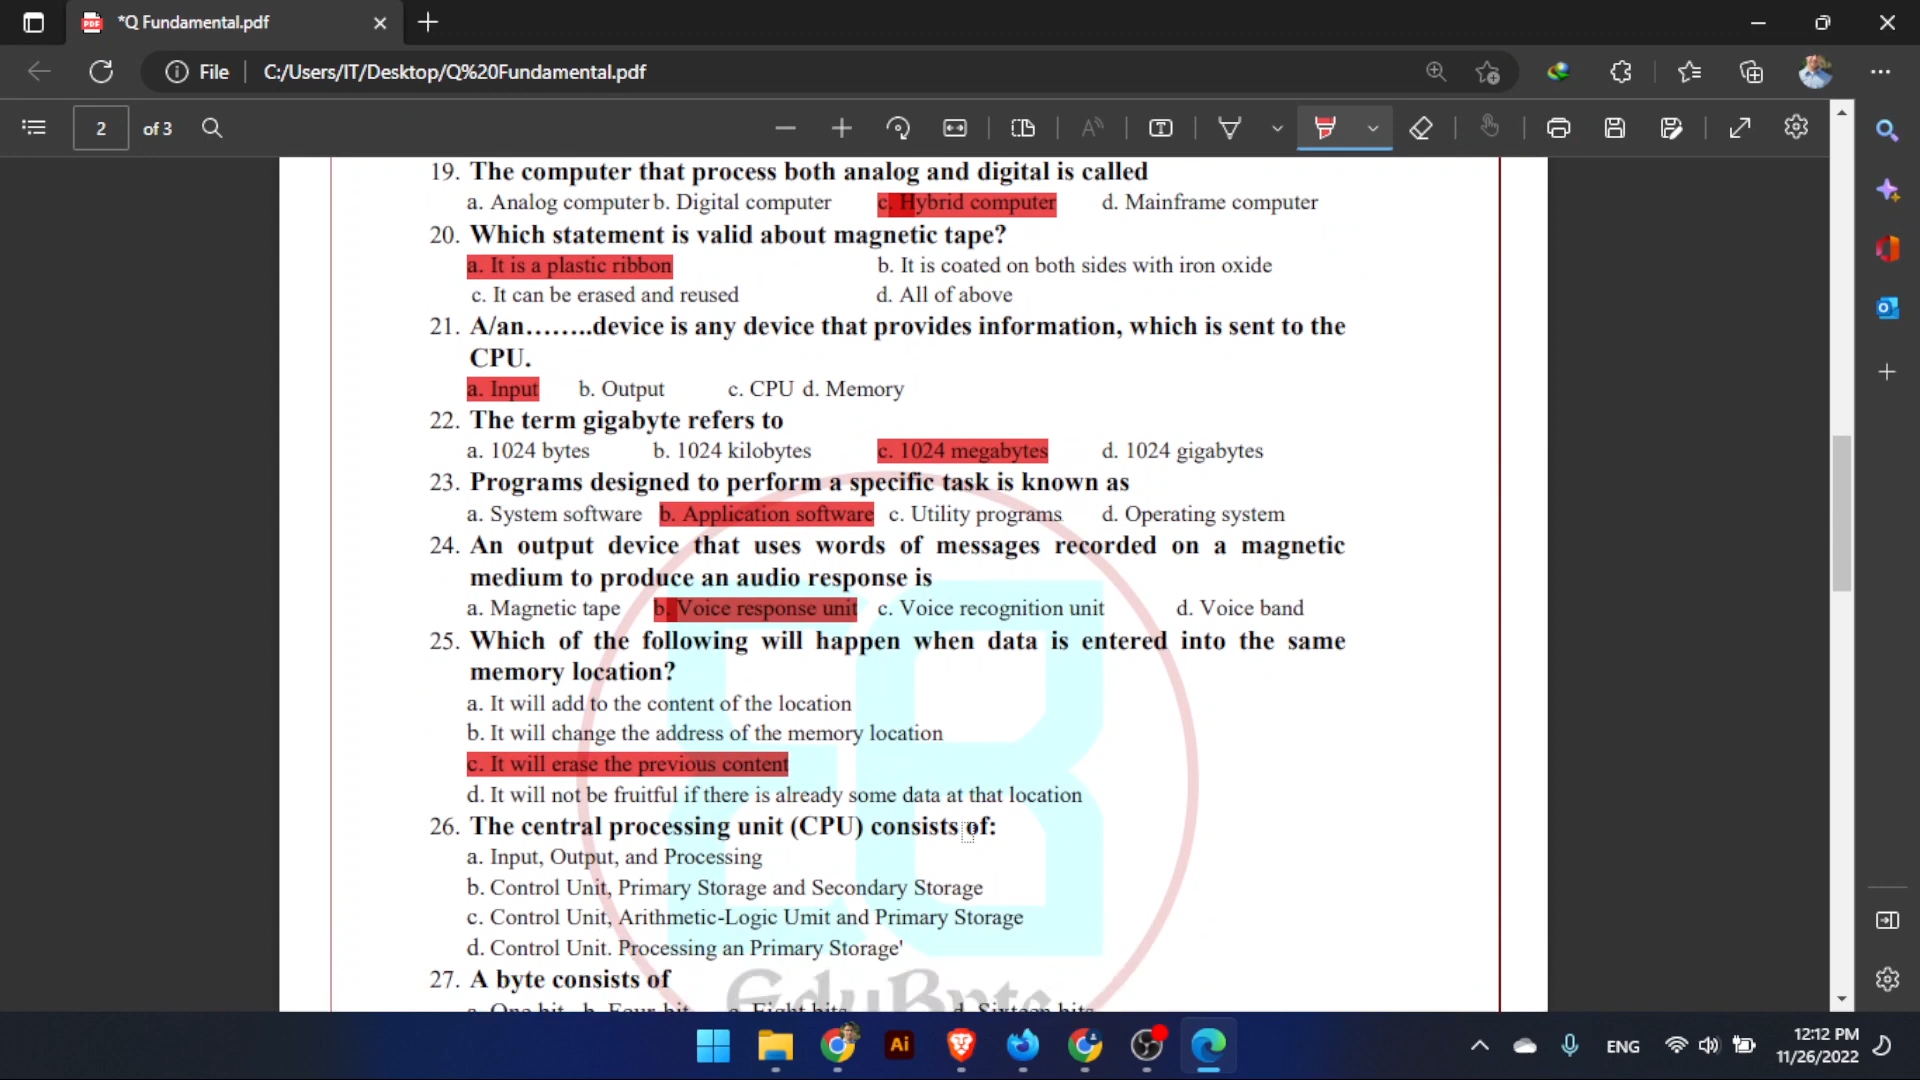 *Q Fundamental.pdf
File C:/Users/IT/Desktop/Q%20Fundamental.pdf
2 of 3
19. The computer that process both analog and digital is called
a. Analog computer b. Digital computer c. Hybrid computer d. Mainframe computer
20. Which statement is valid about magnetic tape?
a. It is a plastic ribbon b. It is coated on both sides with iron oxide
c. It can be erased and reused d. All of above
21. A/an........device is any device that provides information, which is sent to the
CPU.
a. Input b. Output c. CPU d. Memory
22. The term gigabyte refers to
a. 1024 bytes b. 1024 kilobytes c. 1024 megabytes d. 1024 gigabytes
23. Programs designed to perform a specific task is known as
a. System software b. Application software c. Utility programs d. Operating system
24. An output device that uses words of messages recorded on a magnetic
medium to produce an audio response is
a. Magnetic tape b. Voice response unit c. Voice recognition unit d. Voice band
25. Which of the following will happen when data is entered into the same
memory location?
a. It will add to the content of the location
b. It will change the address of the memory location
c. It will erase the previous content
d. It will not be fruitful if there is already some data at that location
26. The central processing unit (CPU) consists of:
a. Input, Output, and Processing
b. Control Unit, Primary Storage and Secondary Storage
c. Control Unit, Arithmetic-Logic Umit and Primary Storage
d. Control Unit. Processing an Primary Storage'
27. A byte consists of
a. One bit b. Four bit c. Eight bits d. Sixteen bits
EduByte
Ai
ENG
12:12 PM
11/26/2022